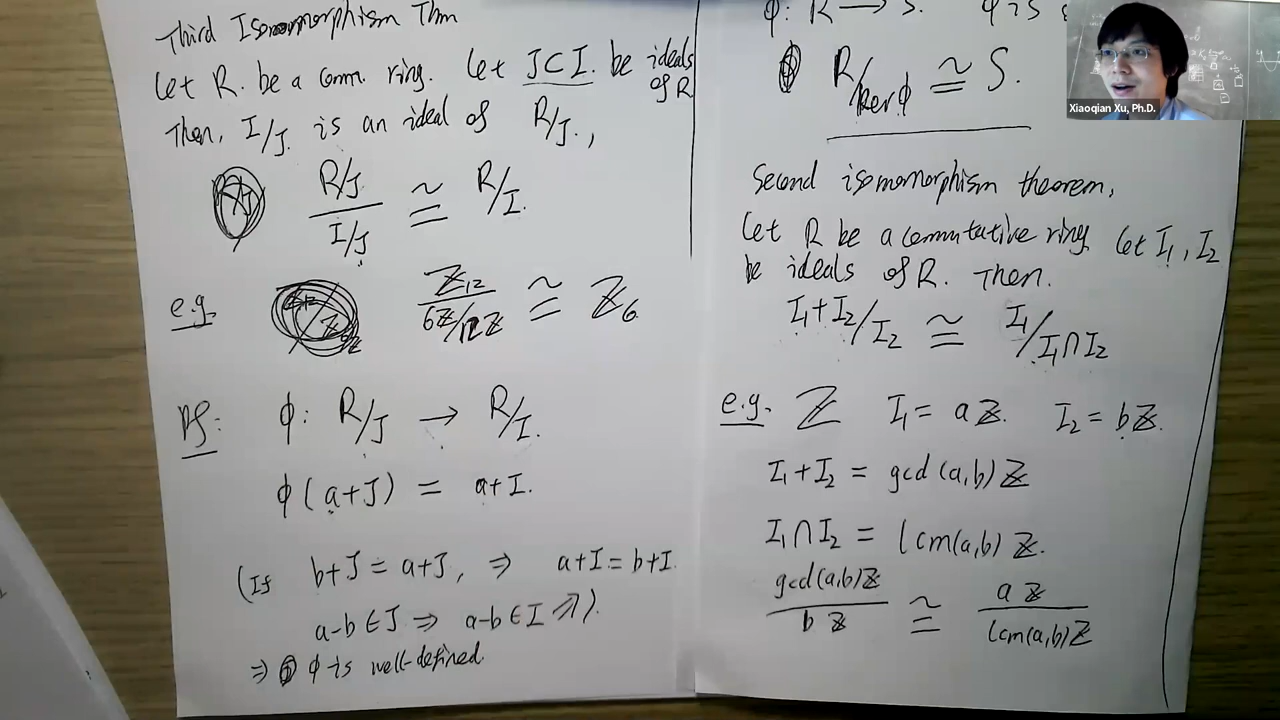 Third Isomorphism Thm
Let R be a comm. ring. Let J⊂I. be ideals of R
Then, I/J is an ideal of R/J.,
R/J / I/J ≅ R/I.
e.g. Z₁₂ / 6Z/12Z ≅ Z₆
Pf: φ: R/J → R/I.
φ(a+J) = a+I.
(If b+J = a+J, ⇒ a+I = b+I
a-b∈J ⇒ a-b∈I ⇗).
⇒ φ is well-defined.
φ: R → S. φ is
R/kerφ ≅ S.
Second isomomorphism theorem,
Let R be a commutative ring Let I₁, I₂
be ideals of R. Then.
I₁+I₂/I₂ ≅ I₁/I₁∩I₂
e.g. Z I₁ = aZ. I₂ = bZ.
I₁+I₂ = gcd(a,b)Z
I₁∩I₂ = lcm(a,b)Z.
gcd(a,b)Z / bZ ≅ aZ / lcm(a,b)Z
Xiaoqian Xu, Ph.D.